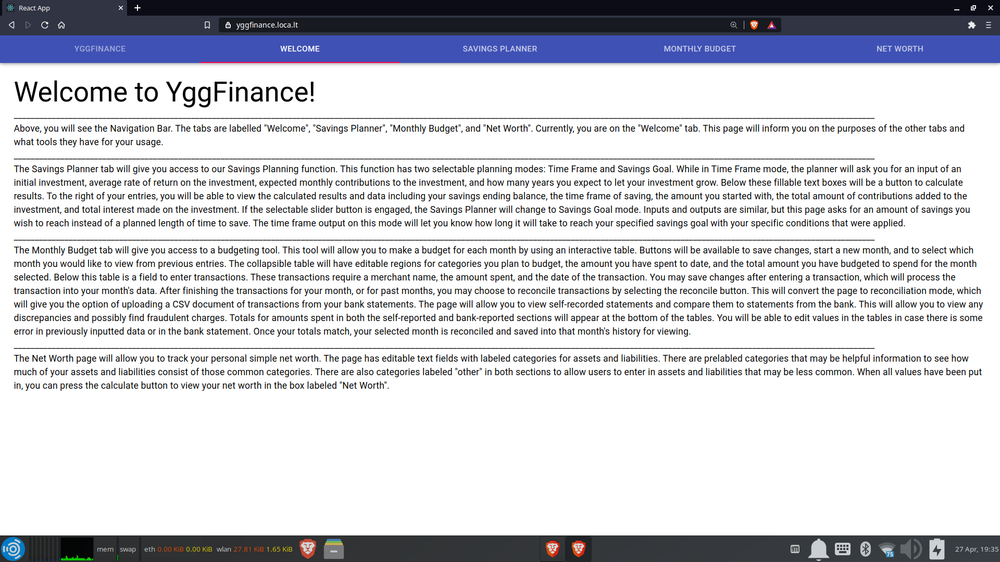 React App
yggfinance.loca.lt
YGGFINANCE WELCOME SAVINGS PLANNER MONTHLY BUDGET NET WORTH
Welcome to YggFinance!
Above, you will see the Navigation Bar. The tabs are labelled "Welcome", "Savings Planner", "Monthly Budget", and "Net Worth". Currently, you are on the "Welcome" tab. This page will inform you on the purposes of the other tabs and
what tools they have for your usage.
The Savings Planner tab will give you access to our Savings Planning function. This function has two selectable planning modes: Time Frame and Savings Goal. While in Time Frame mode, the planner will ask you for an input of an
initial investment, average rate of return on the investment, expected monthly contributions to the investment, and how many years you expect to let your investment grow. Below these fillable text boxes will be a button to calculate
results. To the right of your entries, you will be able to view the calculated results and data including your savings ending balance, the time frame of saving, the amount you started with, the total amount of contributions added to the
investment, and total interest made on the investment. If the selectable slider button is engaged, the Savings Planner will change to Savings Goal mode. Inputs and outputs are similar, but this page asks for an amount of savings you
wish to reach instead of a planned length of time to save. The time frame output on this mode will let you know how long it will take to reach your specified savings goal with your specific conditions that were applied.
The Monthly Budget tab will give you access to a budgeting tool. This tool will allow you to make a budget for each month by using an interactive table. Buttons will be available to save changes, start a new month, and to select which
month you would like to view from previous entries. The collapsible table will have editable regions for categories you plan to budget, the amount you have spent to date, and the total amount you have budgeted to spend for the month
selected. Below this table is a field to enter transactions. These transactions require a merchant name, the amount spent, and the date of the transaction. You may save changes after entering a transaction, which will process the
transaction into your month's data. After finishing the transactions for your month, or for past months, you may choose to reconcile transactions by selecting the reconcile button. This will convert the page to reconciliation mode, which
will give you the option of uploading a CSV document of transactions from your bank statements. The page will allow you to view self-recorded statements and compare them to statements from the bank. This will allow you to view any
discrepancies and possibly find fraudulent charges. Totals for amounts spent in both the self-reported and bank-reported sections will appear at the bottom of the tables. You will be able to edit values in the tables in case there is some
error in previously inputted data or in the bank statement. Once your totals match, your selected month is reconciled and saved into that month's history for viewing.
The Net Worth page will allow you to track your personal simple net worth. The page has editable text fields with labeled categories for assets and liabilities. There are prelabled categories that may be helpful information to see how
much of your assets and liabilities consist of those common categories. There are also categories labeled "other" in both sections to allow users to enter in assets and liabilities that may be less common. When all values have been put
in, you can press the calculate button to view your net worth in the box labeled "Net Worth".
mem swap eth 0.00 KiB 0.00 KiB wlan 27.81 KiB 1.65 KiB 75 27 Apr, 19:35